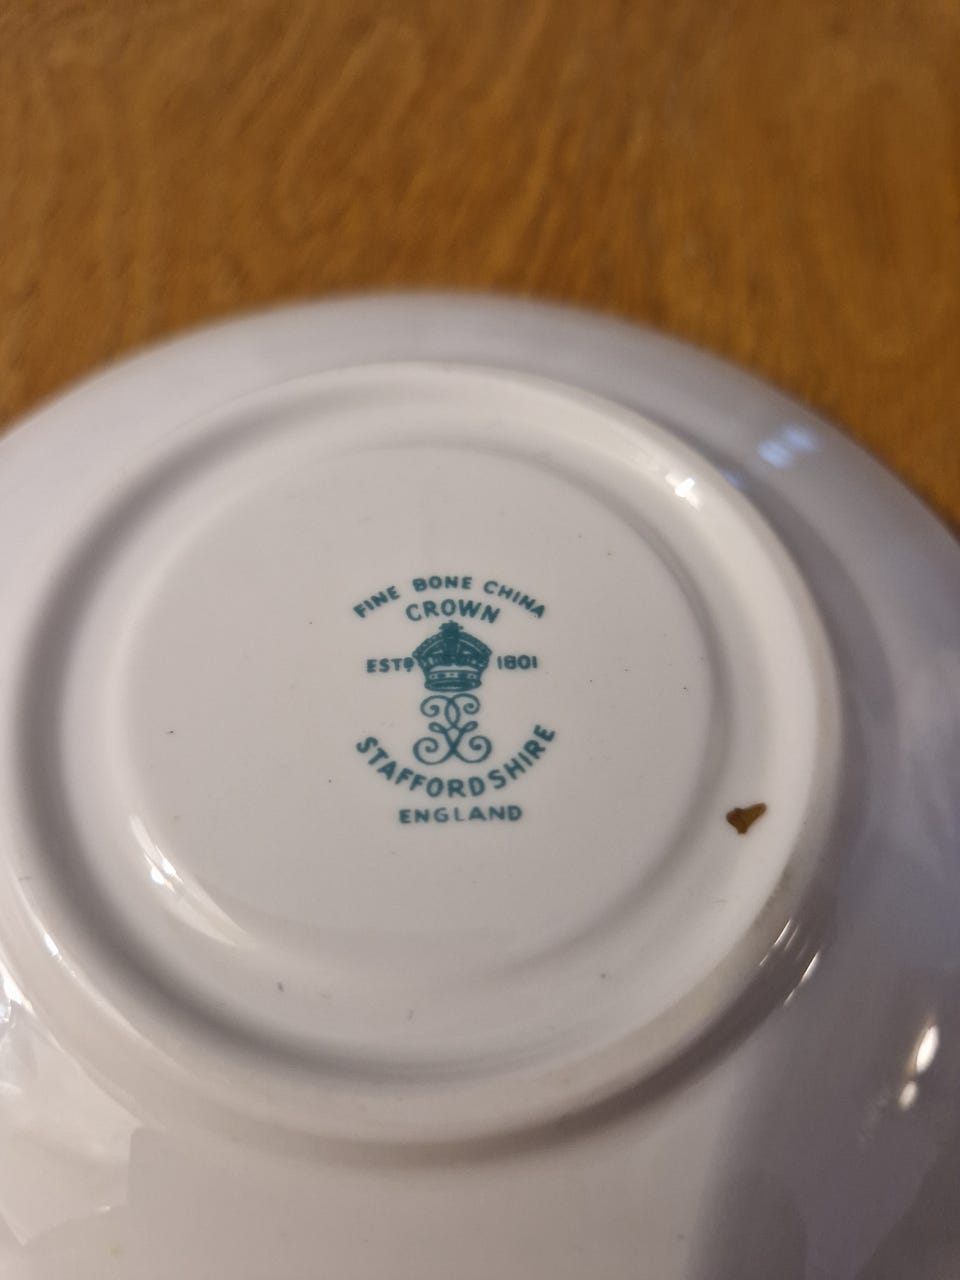 FINE BONE CHINA
CROWN
ESTD 1801
STAFFORDSHIRE
ENGLAND